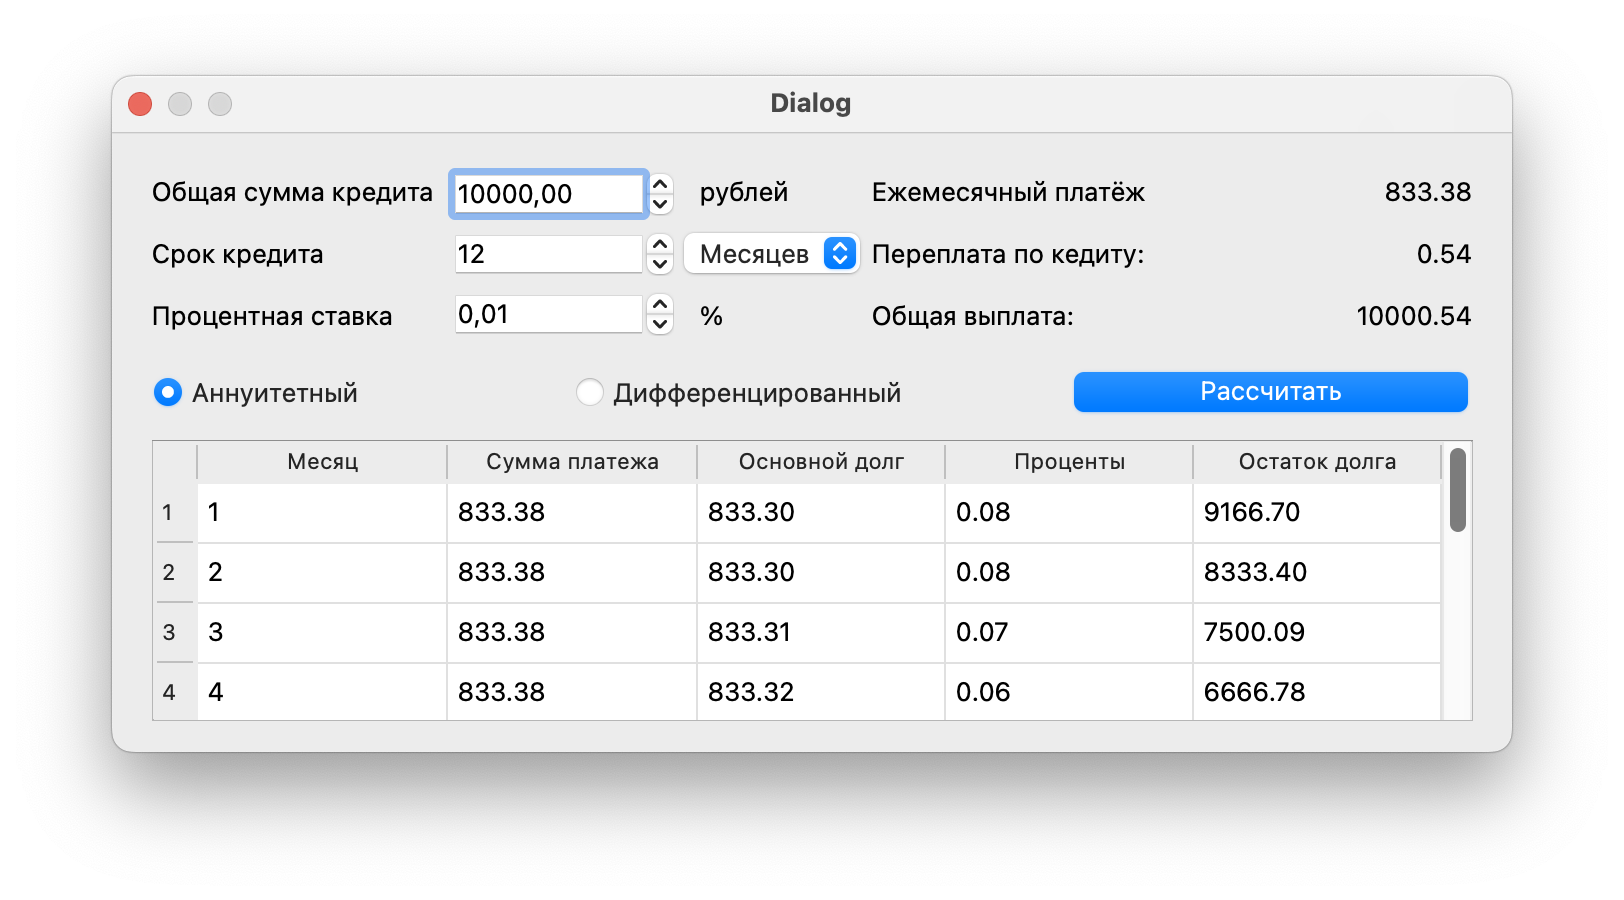 Dialog
Общая сумма кредита 10000,00 рублей Ежемесячный платёж 833.38
Срок кредита 12 Месяцев Переплата по кедиту: 0.54
Процентная ставка 0,01 % Общая выплата: 10000.54
Аннуитетный Дифференцированный Рассчитать
Месяц Сумма платежа Основной долг Проценты Остаток долга
1 1 833.38 833.30 0.08 9166.70
2 2 833.38 833.30 0.08 8333.40
3 3 833.38 833.31 0.07 7500.09
4 4 833.38 833.32 0.06 6666.78